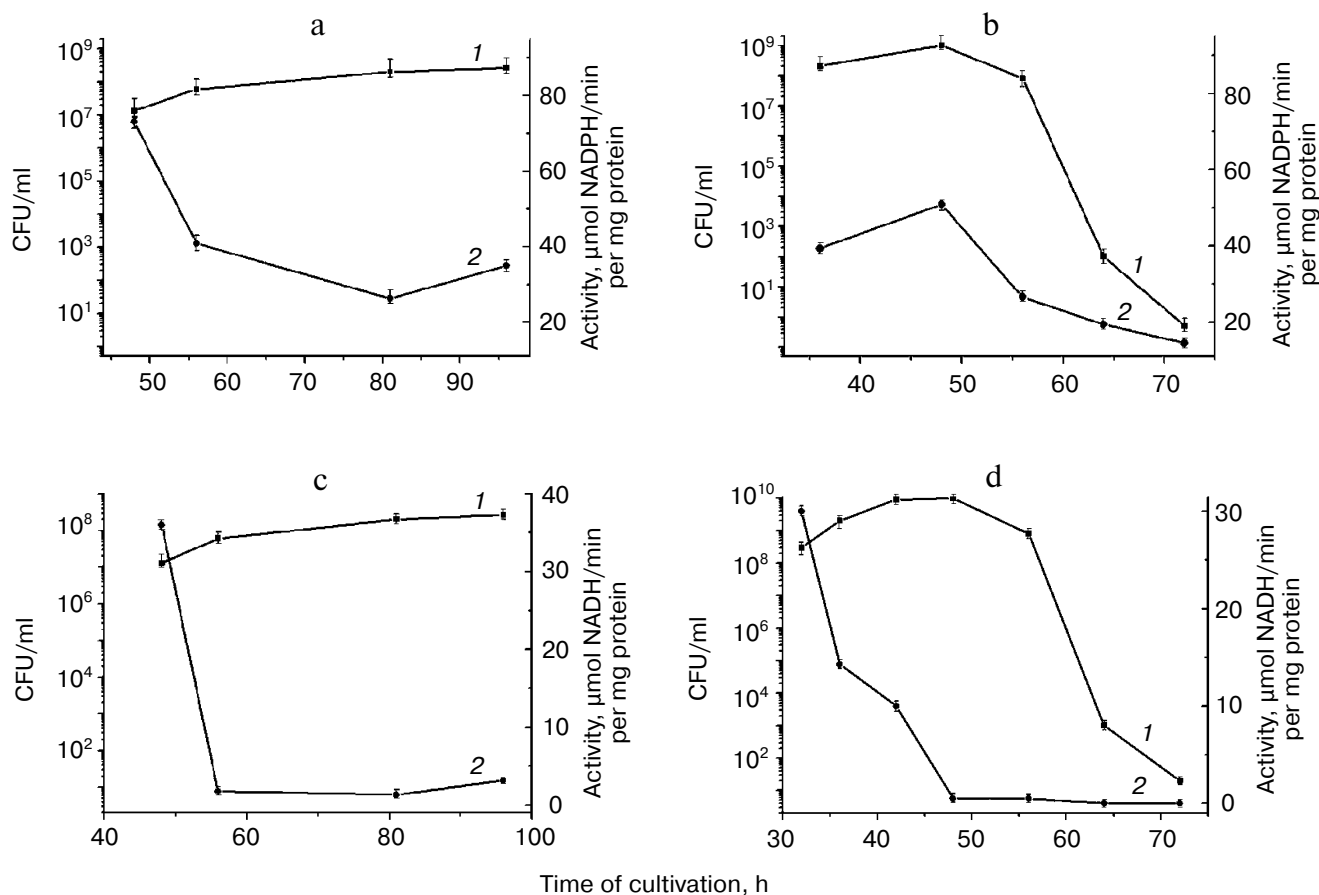 a
10⁹
10⁷
10⁵
10³
10¹
CFU/ml
1
2
80
60
40
20
Activity, µmol NADPH/min
per mg protein
50 60 70 80 90
b
10⁹
10⁷
10⁵
10³
10¹
CFU/ml
1
2
80
60
40
20
Activity, µmol NADPH/min
per mg protein
40 50 60 70
c
10⁸
10⁶
10⁴
10²
CFU/ml
1
2
40
30
20
10
0
Activity, µmol NADH/min
per mg protein
40 60 80 100
d
10¹⁰
10⁸
10⁶
10⁴
10²
CFU/ml
1
2
30
20
10
0
Activity, µmol NADH/min
per mg protein
30 40 50 60 70
Time of cultivation, h